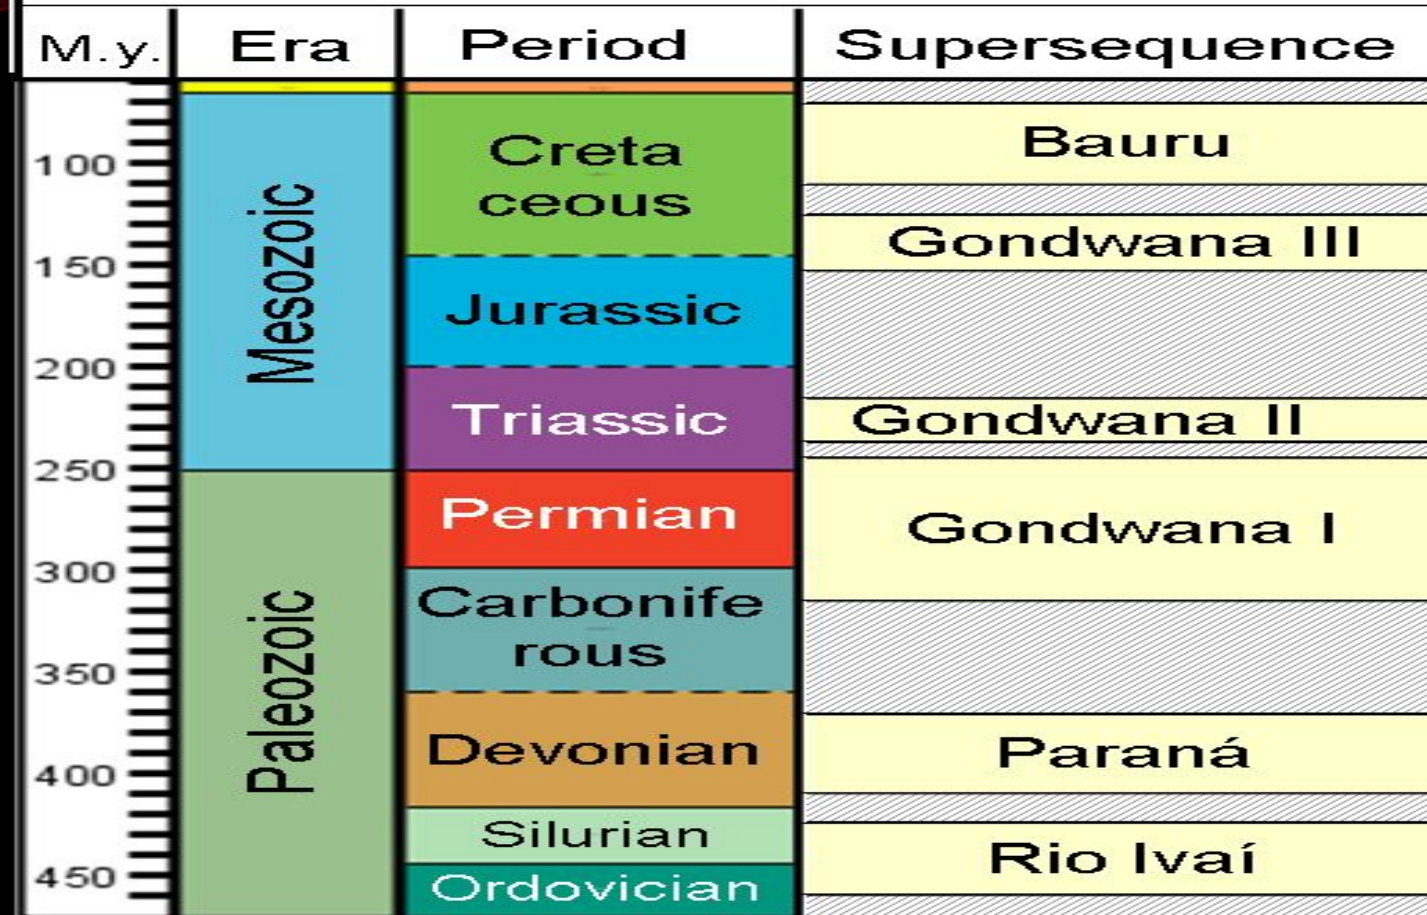 M.y. Era Period Supersequence
Bauru
Creta
100
ceous
Gondwana III
150
Mesozoic
Jurassic
200
Triassic Gondwana II
250
Permian Gondwana I
300
Carbonife
rous
350
Paleozoic
Devonian Paraná
400
Silurian
Rio Ivaí
450
Ordovician